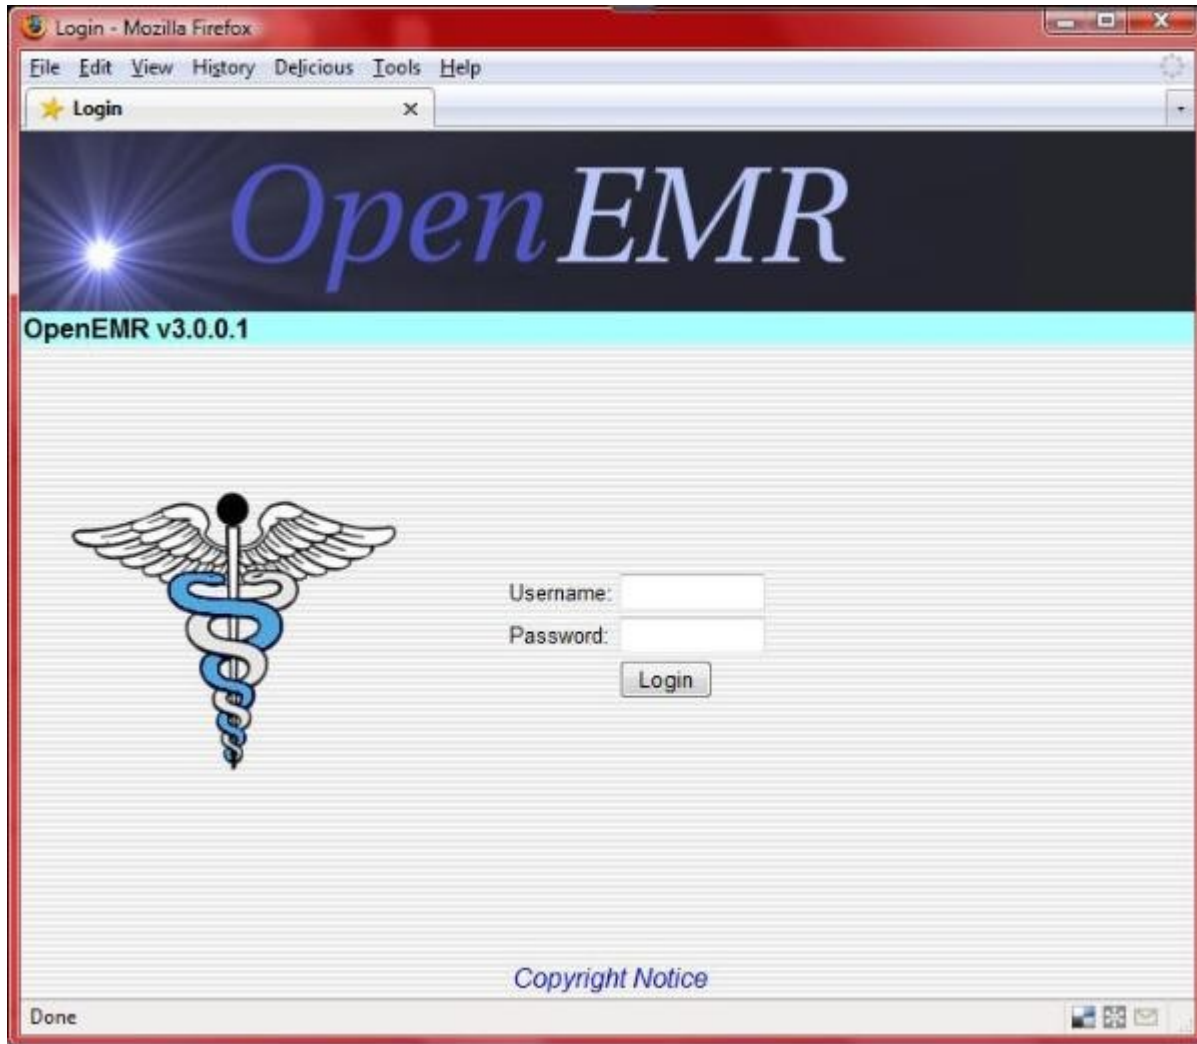 Login - Mozilla Firefox
File Edit View History Delicious Tools Help
Login
OpenEMR
OpenEMR v3.0.0.1
Username:
Password:
Login
Copyright Notice
Done